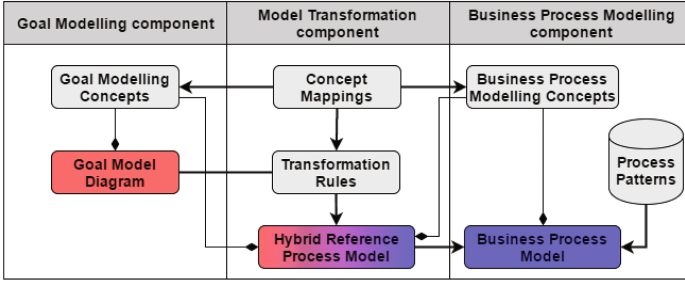 Goal Modelling component
Model Transformation
component
Business Process Modelling
component
Goal Modelling
Concepts
Concept
Mappings
Business Process
Modelling Concepts
Goal Model
Diagram
Transformation
Rules
Process
Patterns
Hybrid Reference
Process Model
Business Process
Model